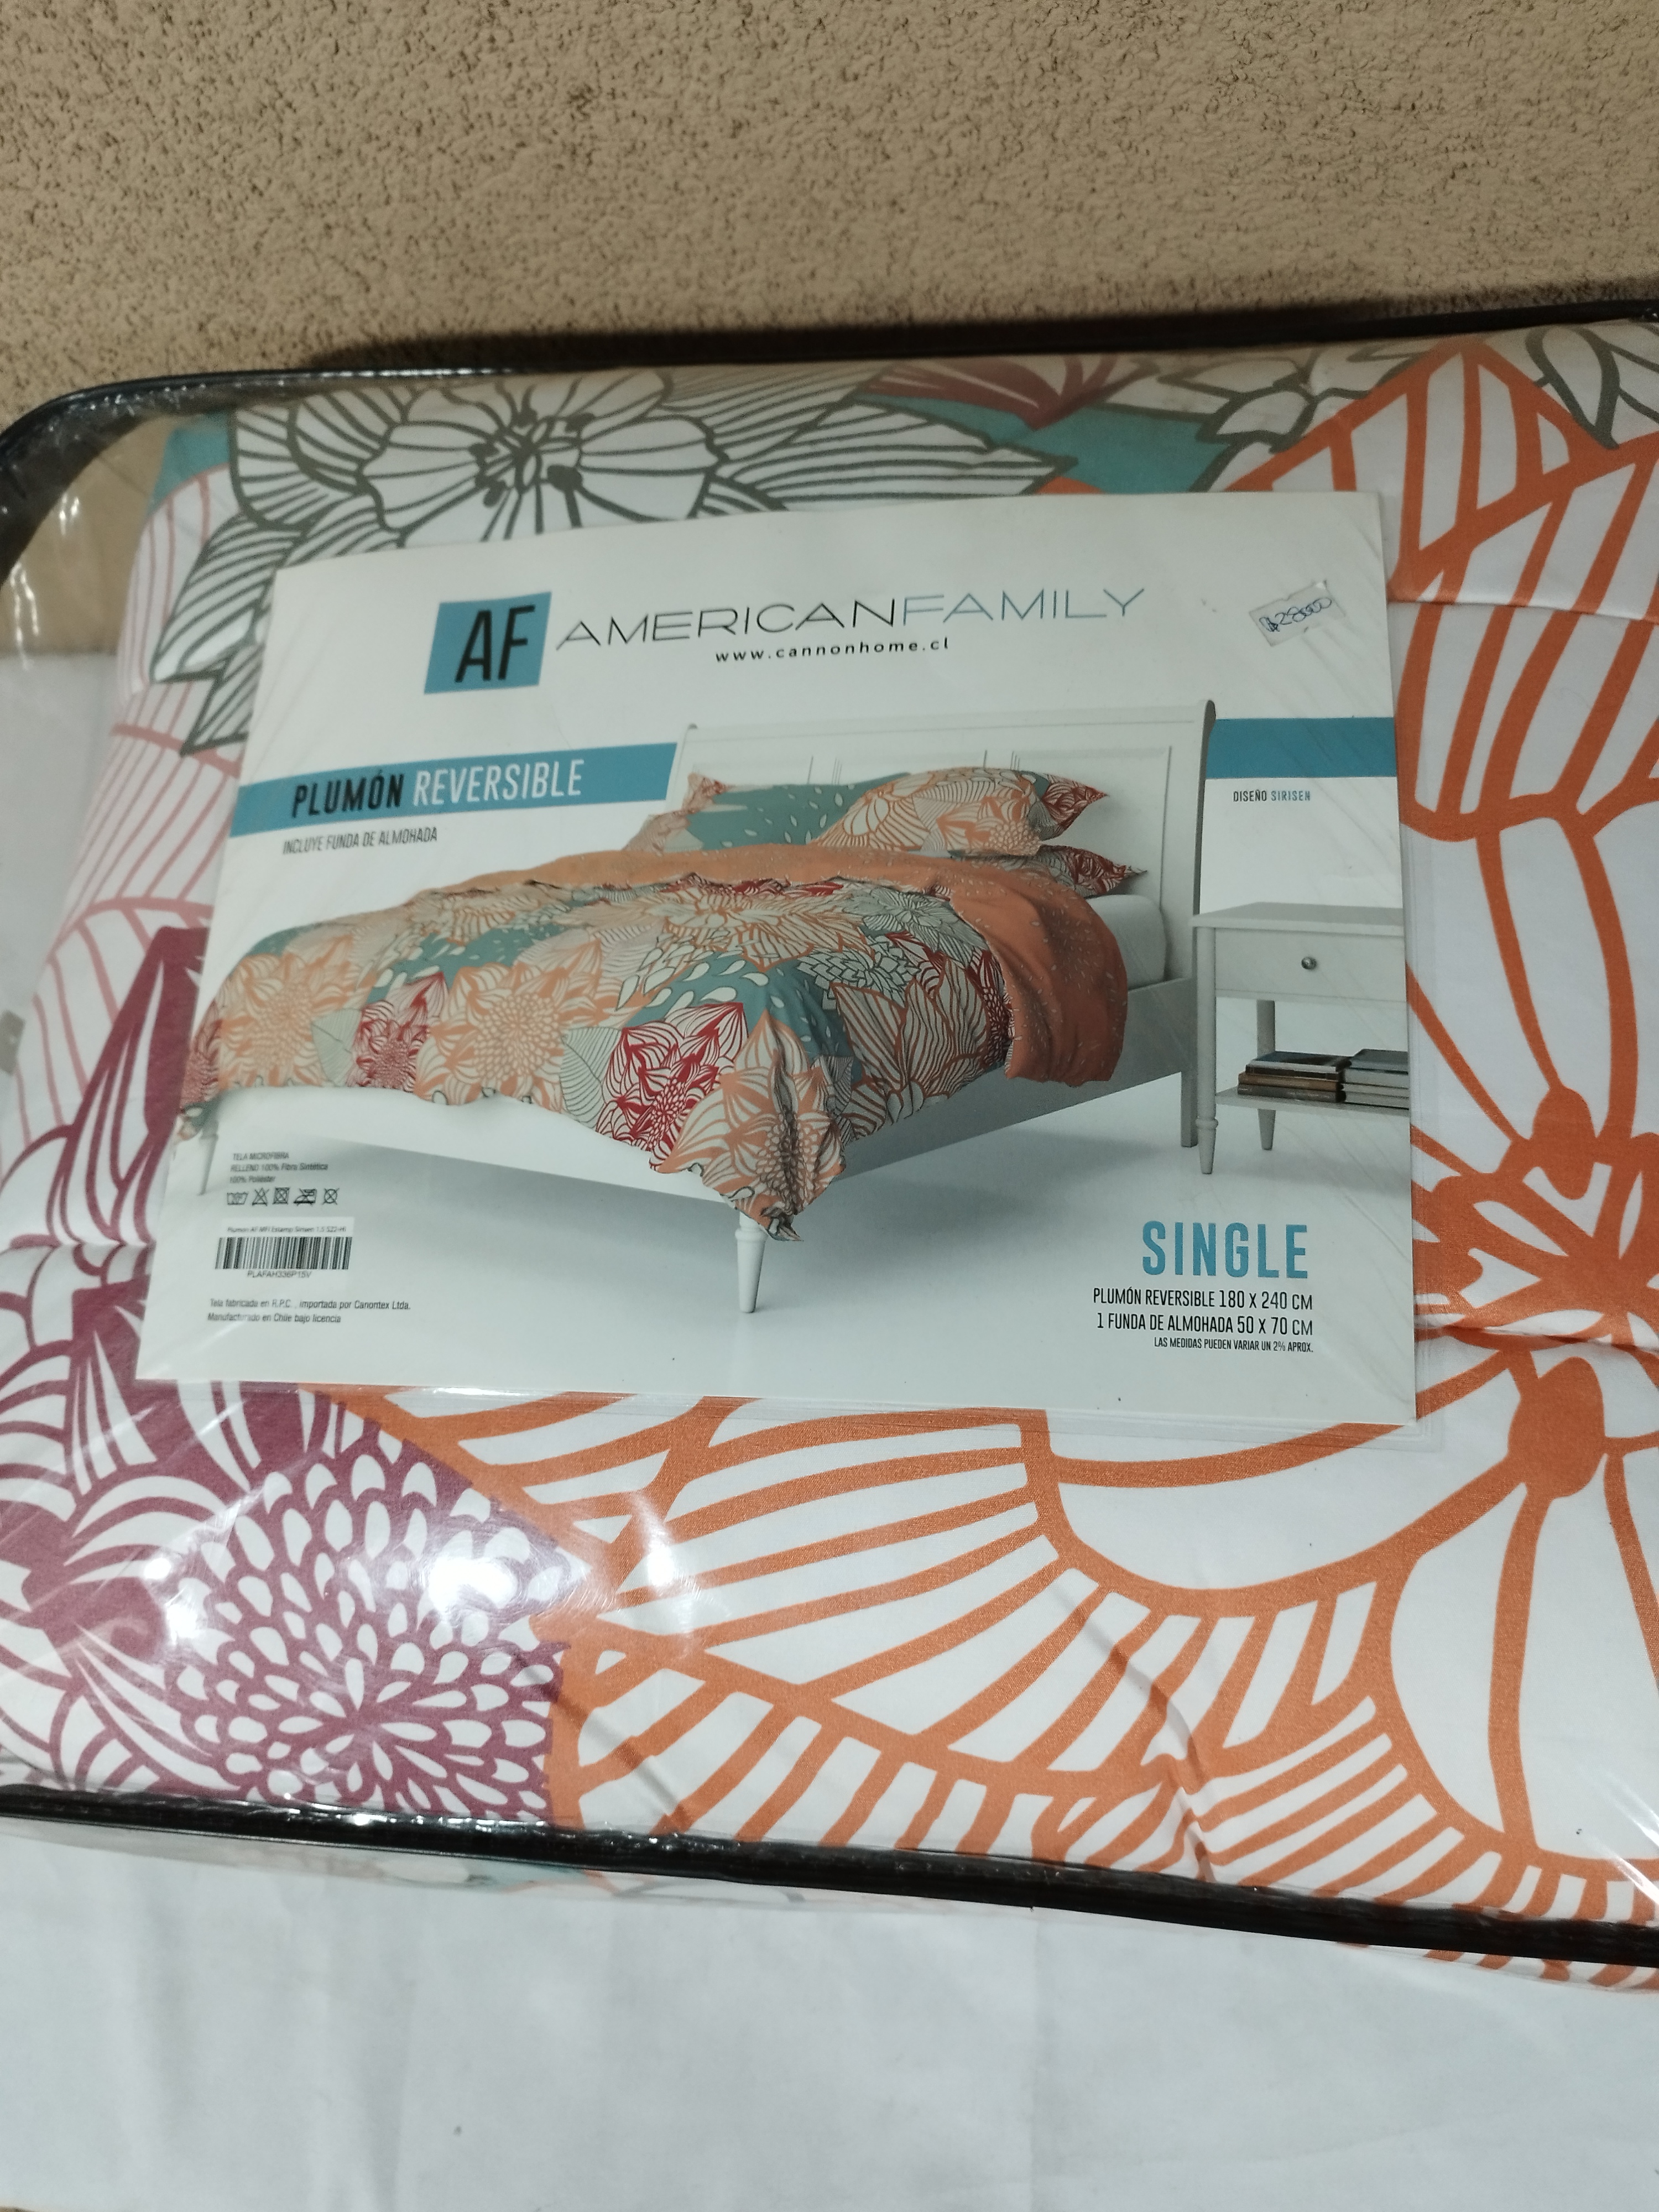 AF AMERICANFAMILY
www.cannonhome.cl
$28000
PLUMÓN REVERSIBLE
INCLUYE FUNDA DE ALMOHADA
DISEÑO SIRISEN
TELA MICROFIBRA
RELLENO 100% Fibra Sintética
100% Poliéster
PLAFAH336P15V
Tela fabricada en R.P.C., importada por Canontex Ltda.
Manufacturado en Chile bajo licencia
SINGLE
PLUMÓN REVERSIBLE 180 X 240 CM
1 FUNDA DE ALMOHADA 50 X 70 CM
LAS MEDIDAS PUEDEN VARIAR UN 2% APROX.